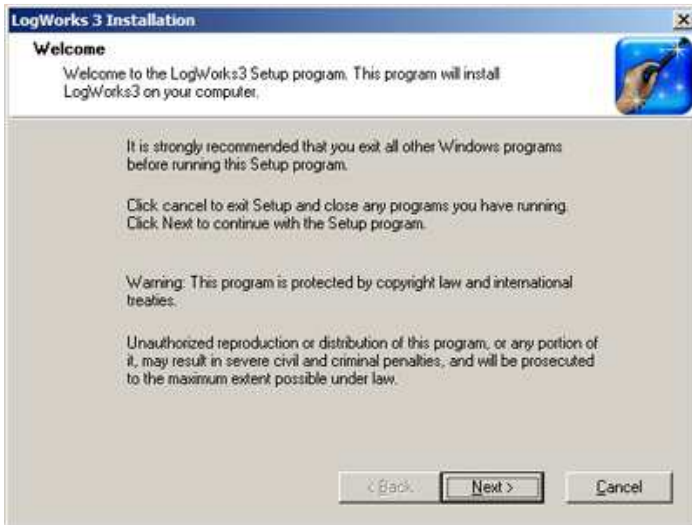 LogWorks 3 Installation
Welcome
Welcome to the LogWorks3 Setup program. This program will install
LogWorks3 on your computer.
It is strongly recommended that you exit all other Windows programs
before running this Setup program.
Click cancel to exit Setup and close any programs you have running.
Click Next to continue with the Setup program.
Warning: This program is protected by copyright law and international
treaties.
Unauthorized reproduction or distribution of this program, or any portion of
it, may result in severe civil and criminal penalties, and will be prosecuted
to the maximum extent possible under law.
< Back Next > Cancel